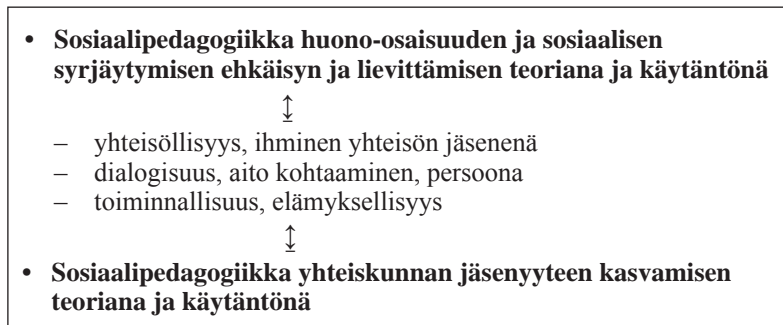 • Sosiaalipedagogiikka huono-osaisuuden ja sosiaalisen
syrjäytymisen ehkäisyn ja lievittämisen teoriana ja käytäntönä
↨
– yhteisöllisyys, ihminen yhteisön jäsenenä
– dialogisuus, aito kohtaaminen, persoona
– toiminnallisuus, elämyksellisyys
↨
• Sosiaalipedagogiikka yhteiskunnan jäsenyyteen kasvamisen
teoriana ja käytäntönä